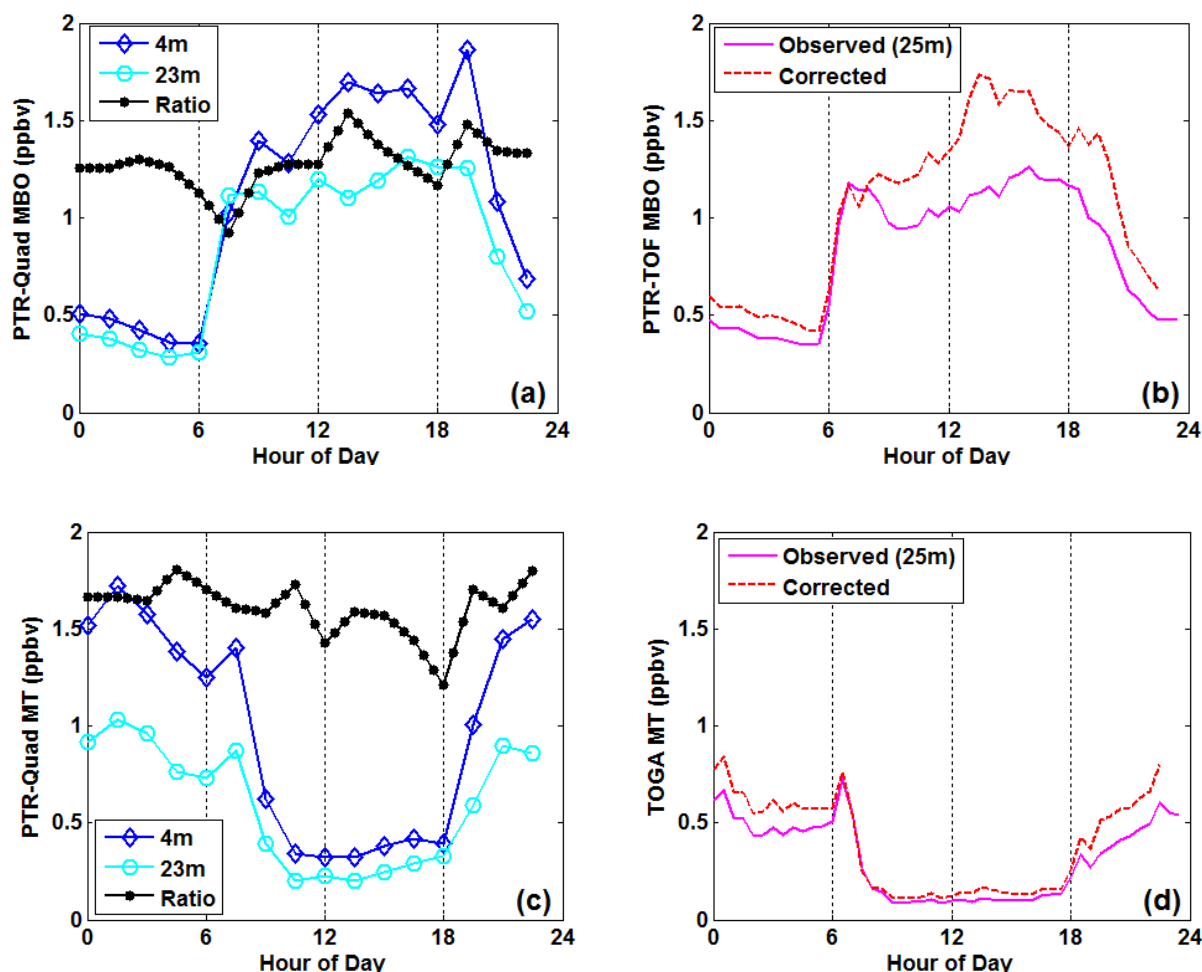 2
1.5
1
0.5
0
PTR-Quad MBO (ppbv)
4m
23m
Ratio
(a)
0 6 12 18 24
Hour of Day
2
1.5
1
0.5
0
PTR-TOF MBO (ppbv)
Observed (25m)
Corrected
(b)
0 6 12 18 24
Hour of Day
2
1.5
1
0.5
0
PTR-Quad MT (ppbv)
4m
23m
Ratio
(c)
0 6 12 18 24
Hour of Day
2
1.5
1
0.5
0
TOGA MT (ppbv)
Observed (25m)
Corrected
(d)
0 6 12 18 24
Hour of Day